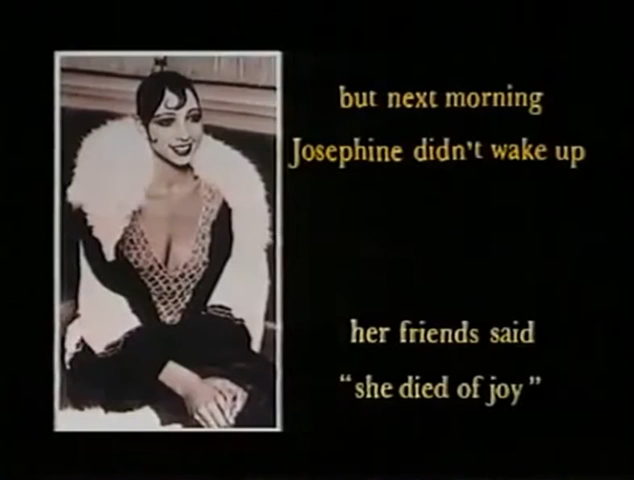 but next morning
Josephine didn't wake up
her friends said
“she died of joy”